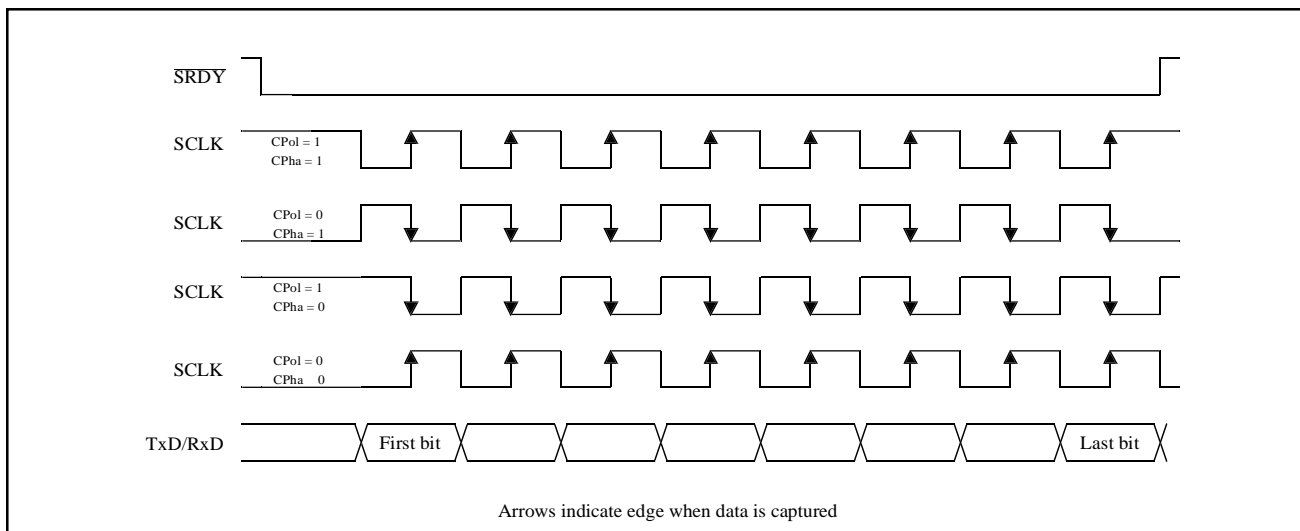 SRDY
SCLK
CPol = 1
CPha = 1
SCLK
CPol = 0
CPha = 1
SCLK
CPol = 1
CPha = 0
SCLK
CPol = 0
CPha 0
TxD/RxD
First bit
Last bit
Arrows indicate edge when data is captured